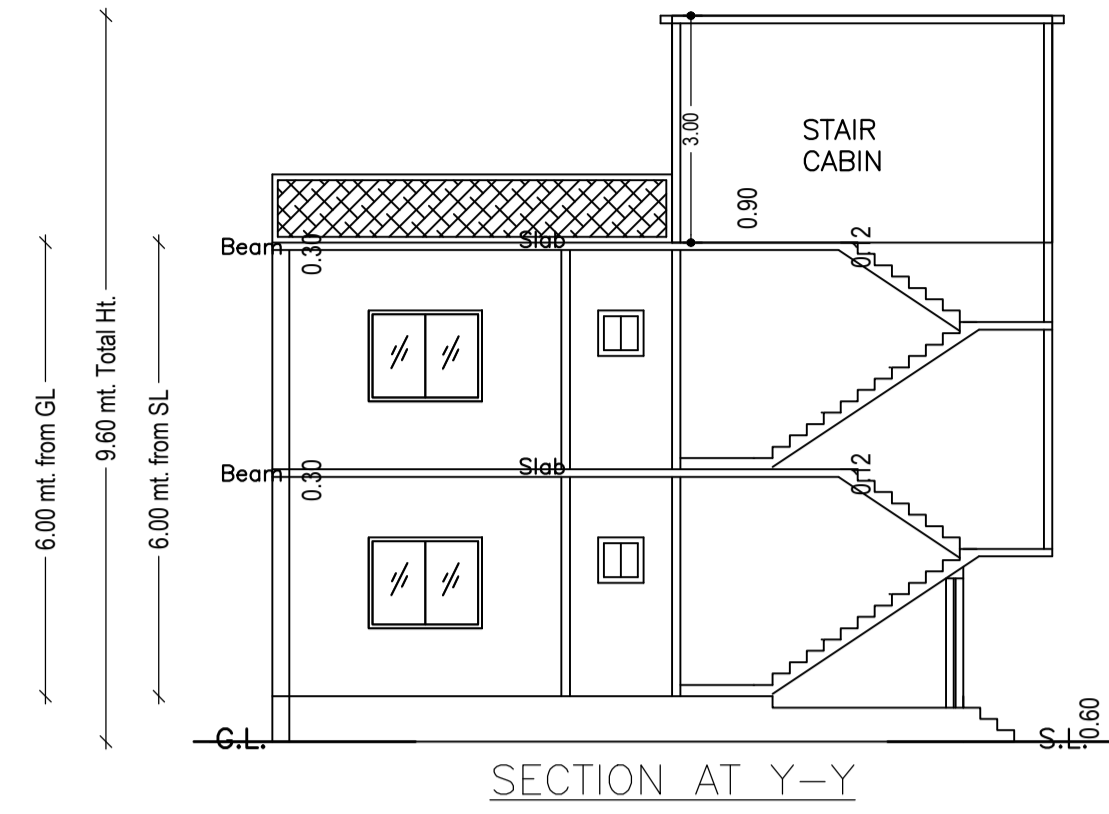 STAIR
CABIN
3.00
0.90
Beam
0.30
Slab
0.12
6.00 mt. from GL
9.60 mt. Total Ht.
6.00 mt. from SL
Beam
0.30
Slab
0.12
G.L.
S.L.
0.60
SECTION AT Y-Y